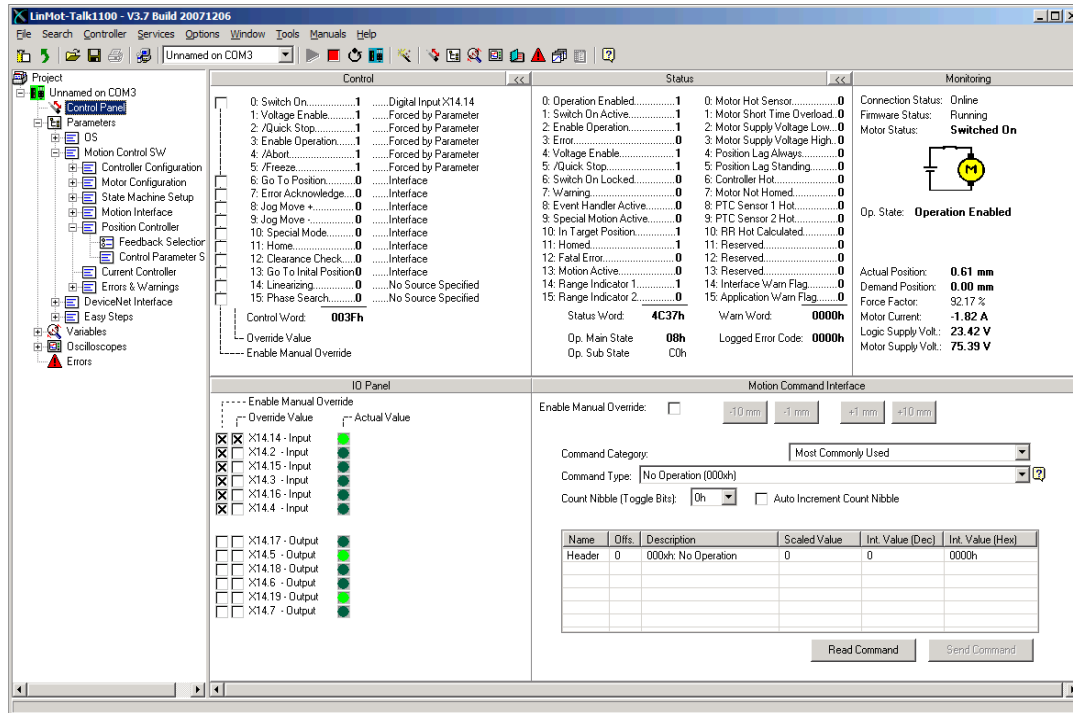 LinMot-Talk1100 - V3.7 Build 20071206
File Search Controller Services Options Window Tools Manuals Help
Unnamed on COM3
Project
Unnamed on COM3
Control Panel
Parameters
OS
Motion Control SW
Controller Configuration
Motor Configuration
State Machine Setup
Motion Interface
Position Controller
Feedback Selection
Control Parameter S
Current Controller
Errors & Warnings
DeviceNet Interface
Easy Steps
Variables
Oscilloscopes
Errors
Control <<
0: Switch On................1 .....Digital Input X14.14
1: Voltage Enable.........1 ......Forced by Parameter
2: /Quick Stop..............1 ......Forced by Parameter
3: Enable Operation......1 ......Forced by Parameter
4: /Abort.......................1 ......Forced by Parameter
5: /Freeze....................1 ......Forced by Parameter
6: Go To Position..........0 ......Interface
7: Error Acknowledge....0 ......Interface
8: Jog Move +..............0 ......Interface
9: Jog Move -...............0 ......Interface
10: Special Mode..........0 ......Interface
11: Home......................0 ......Interface
12: Clearance Check.....0 ......Interface
13: Go To Inital Position0 ......Interface
14: Linearizing...............0 ......No Source Specified
15: Phase Search..........0 ......No Source Specified
Control Word: 003Fh
Override Value
Enable Manual Override
Status <<
0: Operation Enabled..............1
1: Switch On Active................1
2: Enable Operation................1
3: Error....................................0
4: Voltage Enable...................1
5: /Quick Stop........................1
6: Switch On Locked..............0
7: Warning..............................0
8: Event Handler Active..........0
9: Special Motion Active.........0
10: In Target Position..............1
11: Homed..............................1
12: Fatal Error.........................0
13: Motion Active....................0
14: Range Indicator 1..............1
15: Range Indicator 2..............0
Status Word: 4C37h
Op. Main State 08h
Op. Sub State C0h
0: Motor Hot Sensor...............0
1: Motor Short Time Overload..0
2: Motor Supply Voltage Low...0
3: Motor Supply Voltage High..0
4: Position Lag Always............0
5: Position Lag Standing.........0
6: Controller Hot......................0
7: Motor Not Homed...............0
8: PTC Sensor 1 Hot..............0
9: PTC Sensor 2 Hot..............0
10: RR Hot Calculated............0
11: Reserved.........................0
12: Reserved.........................0
13: Reserved.........................0
14: Interface Warn Flag..........0
15: Application Warn Flag.......0
Warn Word: 0000h
Logged Error Code: 0000h
Monitoring
Connection Status: Online
Firmware Status: Running
Motor Status: Switched On
M
Op. State: Operation Enabled
Actual Position: 0.61 mm
Demand Position: 0.00 mm
Force Factor: 92.17 %
Motor Current: -1.82 A
Logic Supply Volt.: 23.42 V
Motor Supply Volt.: 75.39 V
IO Panel
Enable Manual Override
Override Value Actual Value
X14.14 - Input
X14.2 - Input
X14.15 - Input
X14.3 - Input
X14.16 - Input
X14.4 - Input
X14.17 - Output
X14.5 - Output
X14.18 - Output
X14.6 - Output
X14.19 - Output
X14.7 - Output
Motion Command Interface
Enable Manual Override: -10 mm -1 mm +1 mm +10 mm
Command Category: Most Commonly Used
Command Type: No Operation (000xh)
Count Nibble (Toggle Bits): 0h Auto Increment Count Nibble
Name Offs. Description Scaled Value Int. Value (Dec) Int. Value (Hex)
Header 0 000xh: No Operation 0 0 0000h
Read Command Send Command